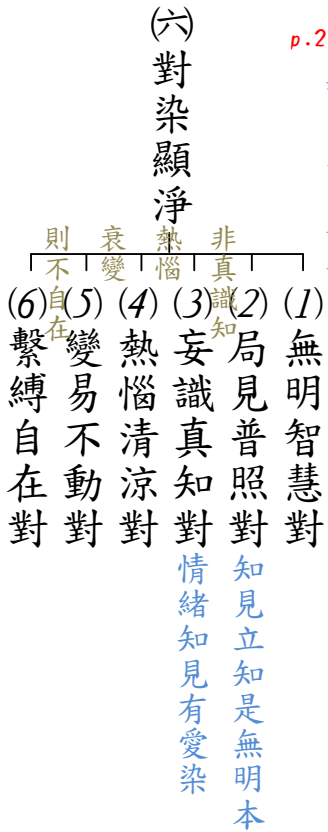 p.2
㈥對染顯淨
非真識知
熱惱
衰變
則不自在
(1)無明智慧對
(2)局見普照對
知見立知是無明本
(3)妄識真知對
情緒知見有愛染
(4)熱惱清涼對
(5)變易不動對
(6)繫縛自在對